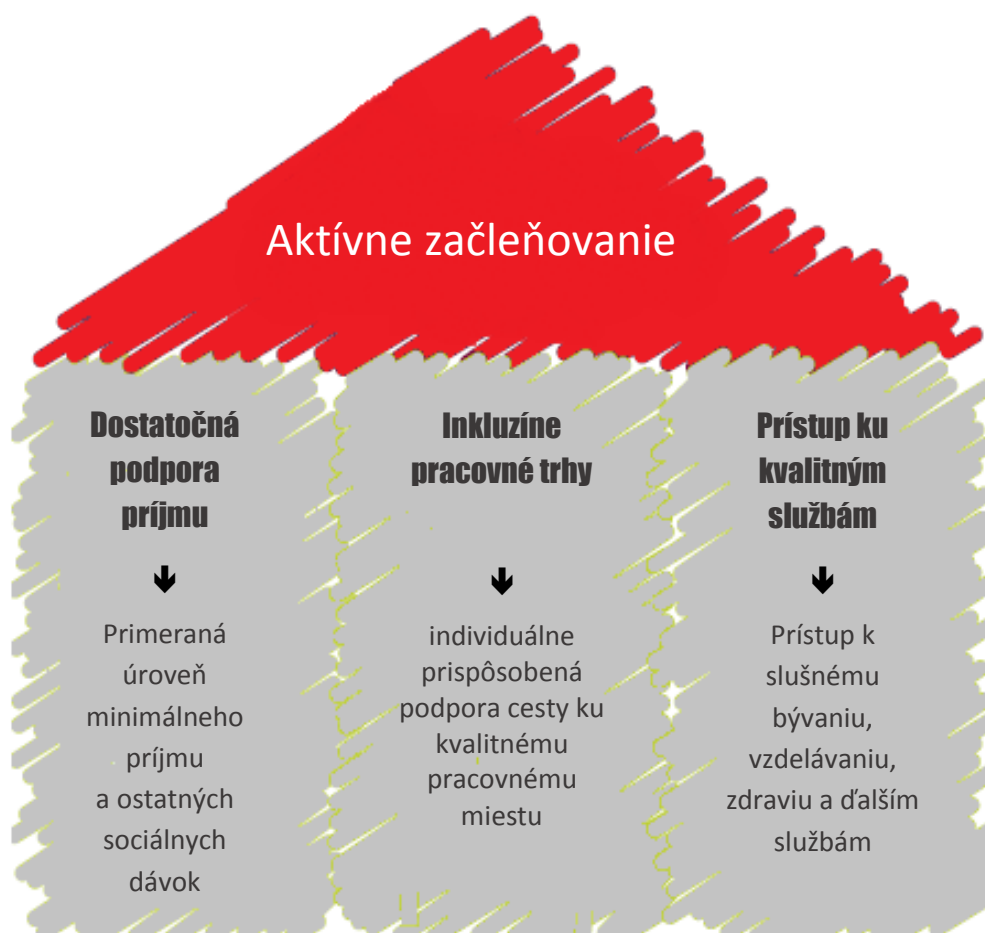 Aktívne začleňovanie
Dostatočná
podpora
príjmu
Primeraná
úroveň
minimálneho
príjmu
a ostatných
sociálnych
dávok
Inkluzíne
pracovné trhy
individuálne
prispôsobená
podpora cesty ku
kvalitnému
pracovnému
miestu
Prístup ku
kvalitným
službám
Prístup k
slušnému
bývaniu,
vzdelávaniu,
zdraviu a ďalším
službám